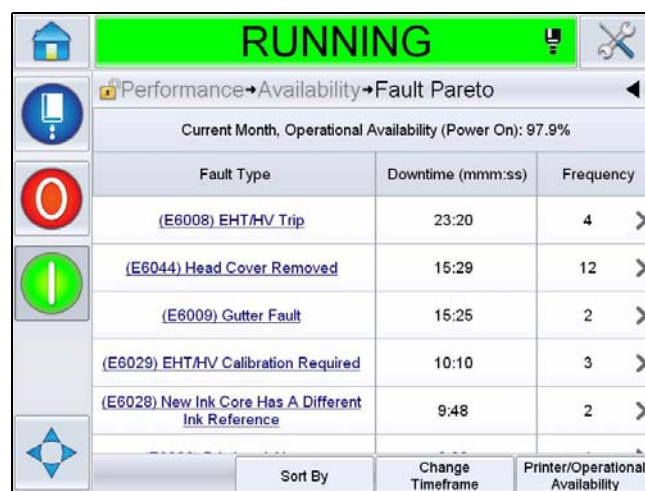 RUNNING
Performance→Availability→Fault Pareto
Current Month, Operational Availability (Power On): 97.9%
Fault Type Downtime (mmm:ss) Frequency
(E6008) EHT/HV Trip 23:20 4
(E6044) Head Cover Removed 15:29 12
(E6009) Gutter Fault 15:25 2
(E6029) EHT/HV Calibration Required 10:10 3
(E6028) New Ink Core Has A Different
Ink Reference 9:48 2
Sort By
Change
Timeframe
Printer/Operational
Availability